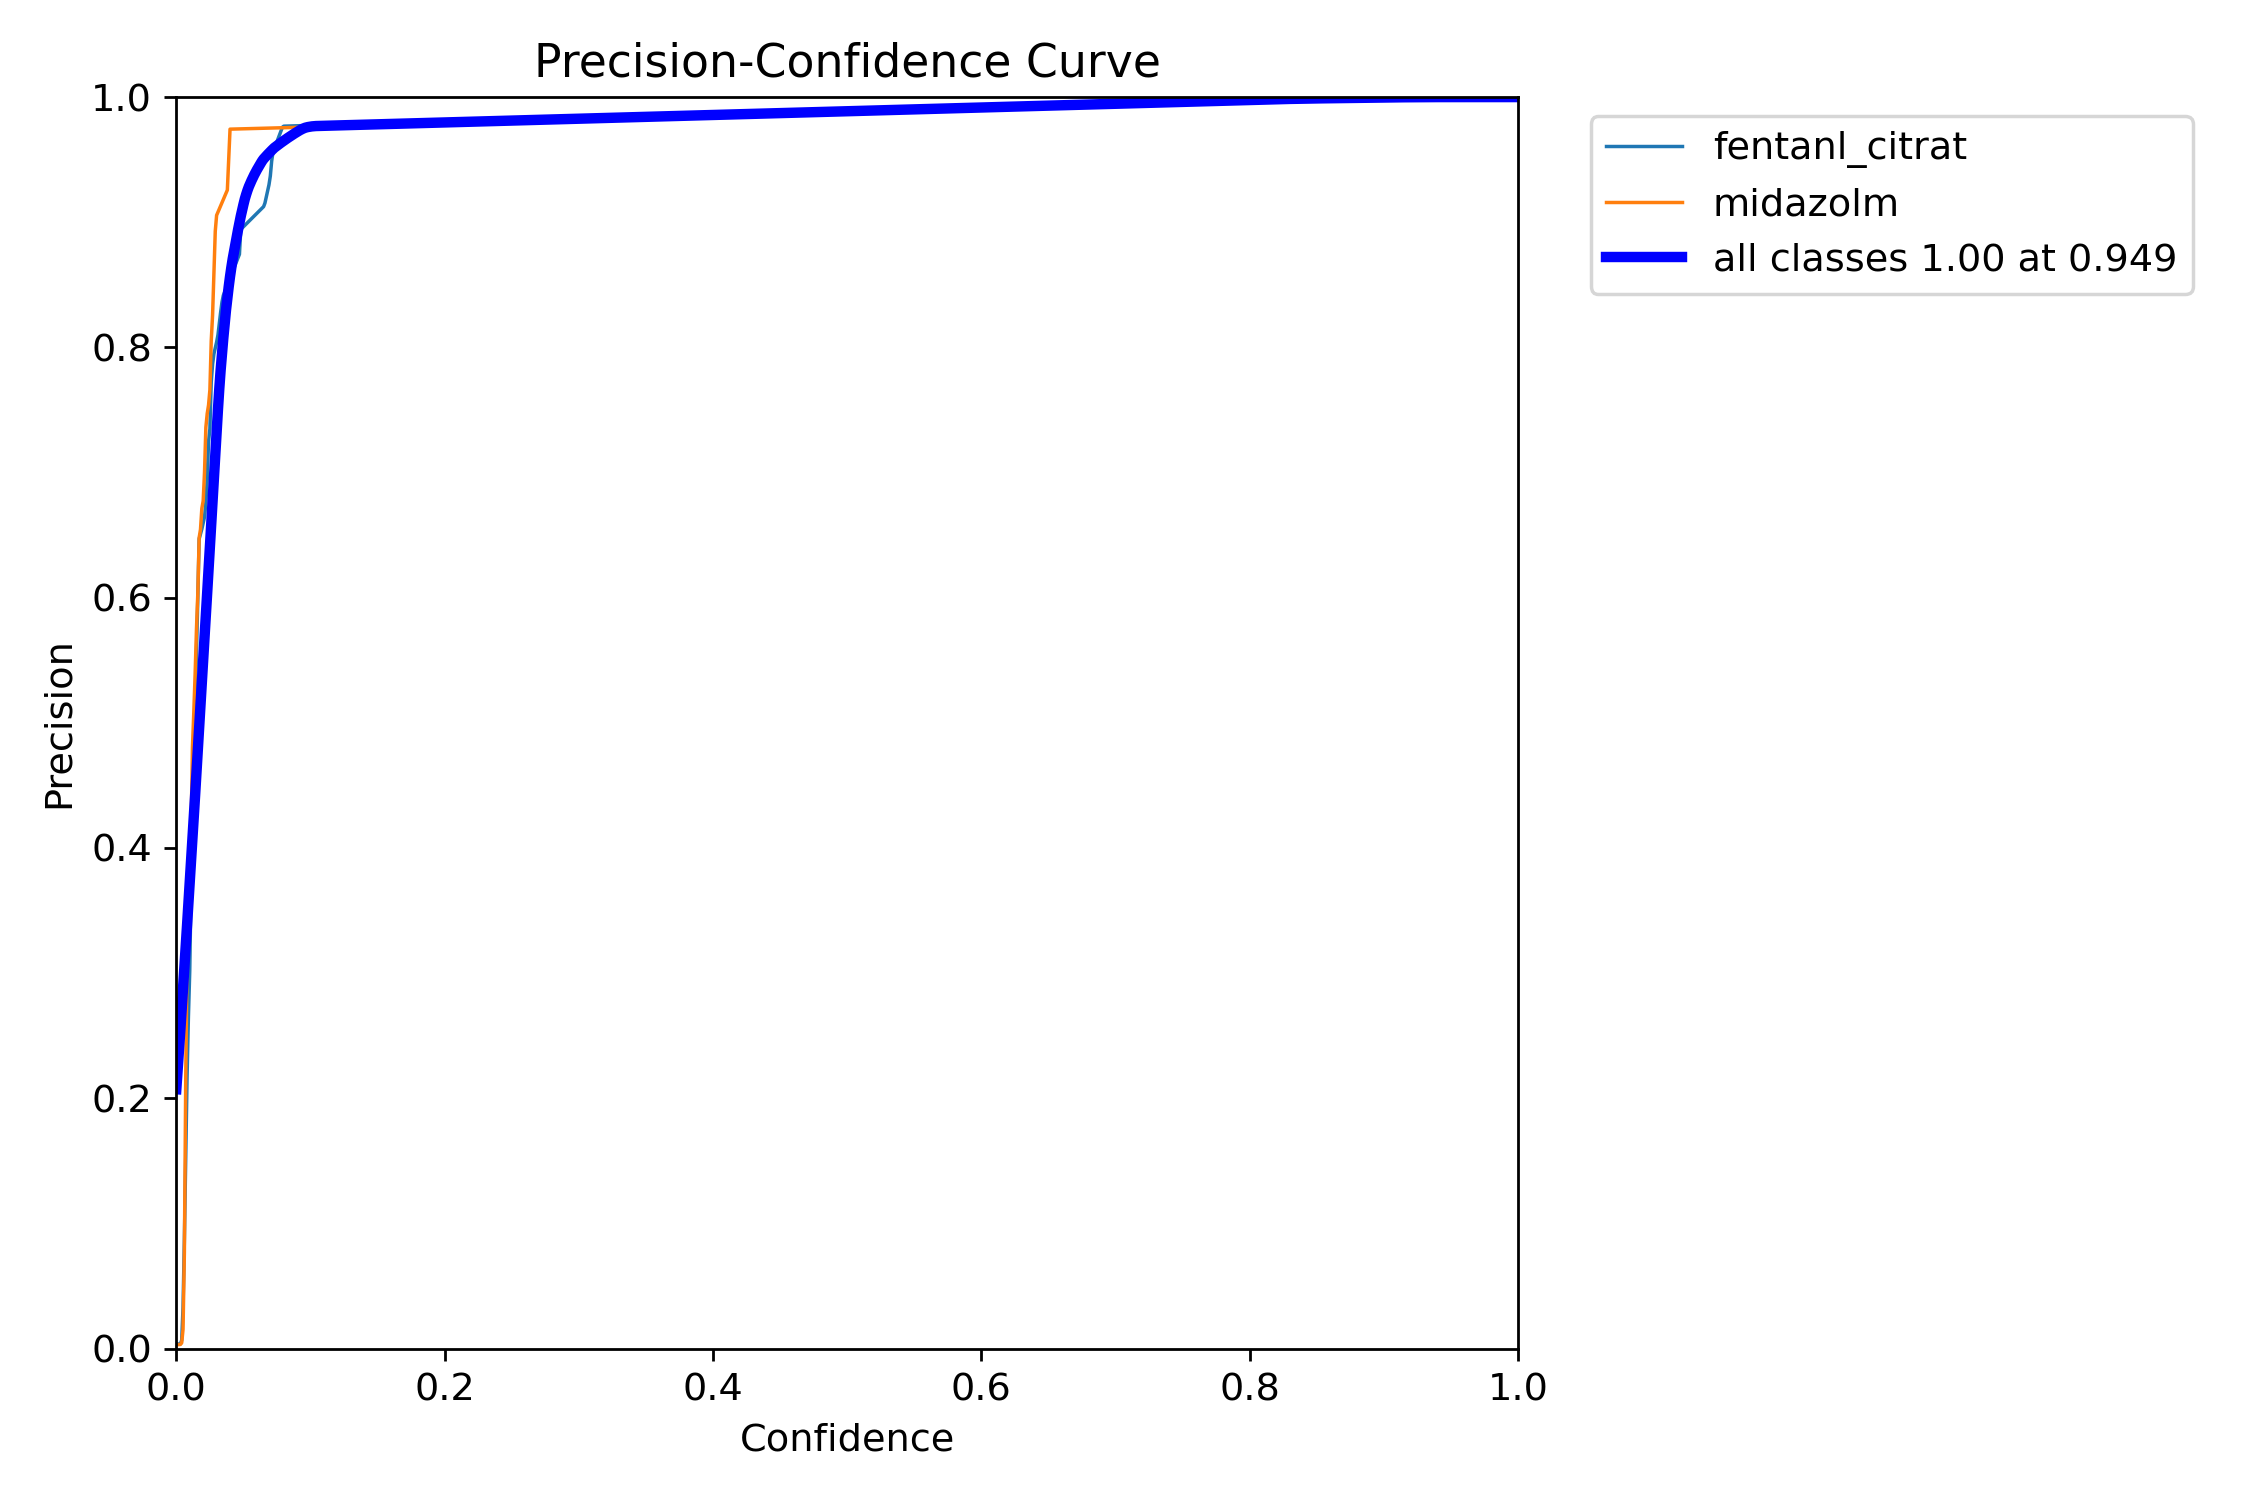 Precision-Confidence Curve
1.0
0.8
0.6
0.4
0.2
0.0
Precision
0.0 0.2 0.4 0.6 0.8 1.0
Confidence
fentanl_citrat
midazolm
all classes 1.00 at 0.949